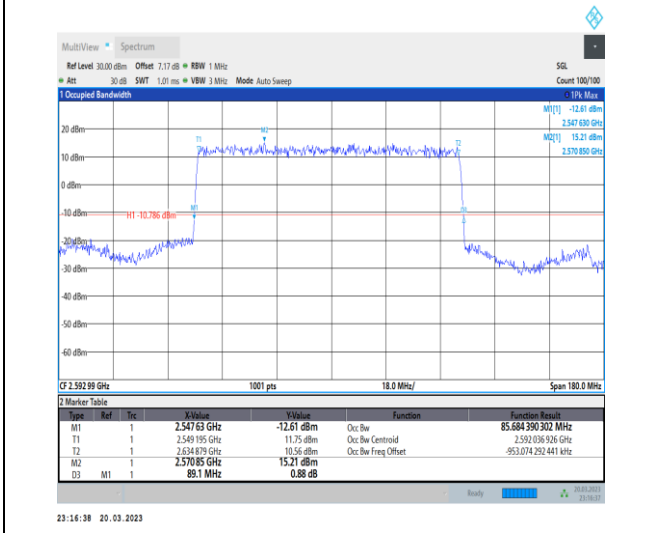 MultiView Spectrum
Ref Level 30.00 dBm Offset 7.17 dB RBW 1 MHz SGL
Att 30 dB SWT 1.01 ms VBW 3 MHz Mode Auto Sweep Count 100/100
1 Occupied Bandwidth 1Pk Max
M1[1] -12.61 dBm
2.547 630 GHz
20 dBm
M2[1] 15.21 dBm
2.570 850 GHz
T1 M2 T2
10 dBm
0 dBm
M1
-10 dBm
H1 -10.786 dBm
-20 dBm
-30 dBm
-40 dBm
-50 dBm
-60 dBm
CF 2.592 99 GHz 1001 pts 18.0 MHz/ Span 180.0 MHz
2 Marker Table
Type Ref Trc X-Value Y-Value Function Function Result
M1 1 2.547 63 GHz -12.61 dBm Occ Bw 85.684 390 302 MHz
T1 1 2.549 195 GHz 11.75 dBm Occ Bw Centroid 2.592 036 926 GHz
T2 1 2.634 879 GHz 10.56 dBm Occ Bw Freq Offset -953.074 292 441 kHz
M2 1 2.570 85 GHz 15.21 dBm
D3 M1 1 89.1 MHz 0.88 dB
Ready 20.03.2023
23:16:37
23:16:38 20.03.2023